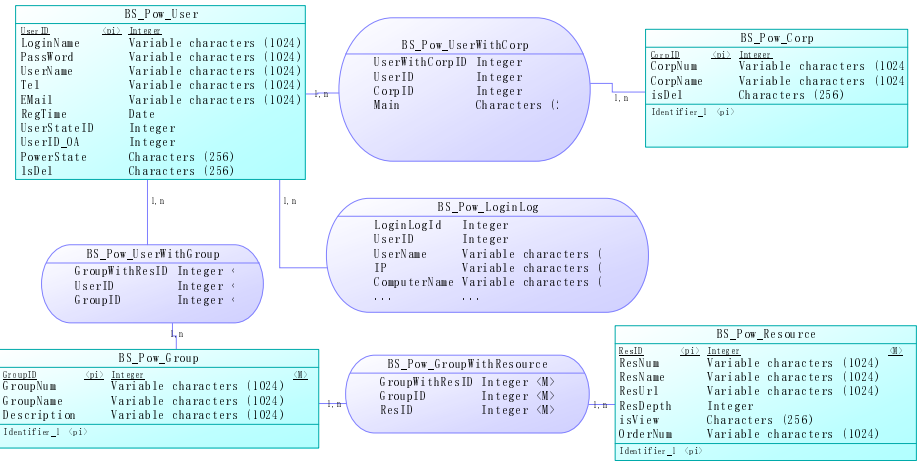 BS_Pow_User
UserID <pi> Integer
LoginName Variable characters (1024)
PassWord Variable characters (1024)
UserName Variable characters (1024)
Tel Variable characters (1024)
EMail Variable characters (1024)
RegTime Date
UserStateID Integer
UserID_OA Integer
PowerState Characters (256)
lsDel Characters (256)
1,n
BS_Pow_UserWithCorp
UserWithCorpID Integer
UserID Integer
CorpID Integer
Main Characters (
1,n
BS_Pow_Corp
CorpID <pi> Integer
CorpNum Variable characters (1024
CorpName Variable characters (1024
isDel Characters (256)
Identifier_1 <pi>
1,n
1,n
BS_Pow_LoginLog
LoginLogId Integer
UserID Integer
UserName Variable characters (
IP Variable characters (
ComputerName Variable characters (
... ...
BS_Pow_UserWithGroup
GroupWithResID Integer <
UserID Integer <
GroupID Integer <
1,n
BS_Pow_Group
GroupID <pi> Integer <M>
GroupNum Variable characters (1024)
GroupName Variable characters (1024)
Description Variable characters (1024)
Identifier_1 <pi>
1,n
BS_Pow_GroupWithResource
GroupWithResID Integer <M>
GroupID Integer <M>
ResID Integer <M>
1,n
BS_Pow_Resource
ResID <pi> Integer <M>
ResNum Variable characters (1024)
ResName Variable characters (1024)
ResUrl Variable characters (1024)
ResDepth Integer
isView Characters (256)
OrderNum Variable characters (1024)
Identifier_1 <pi>